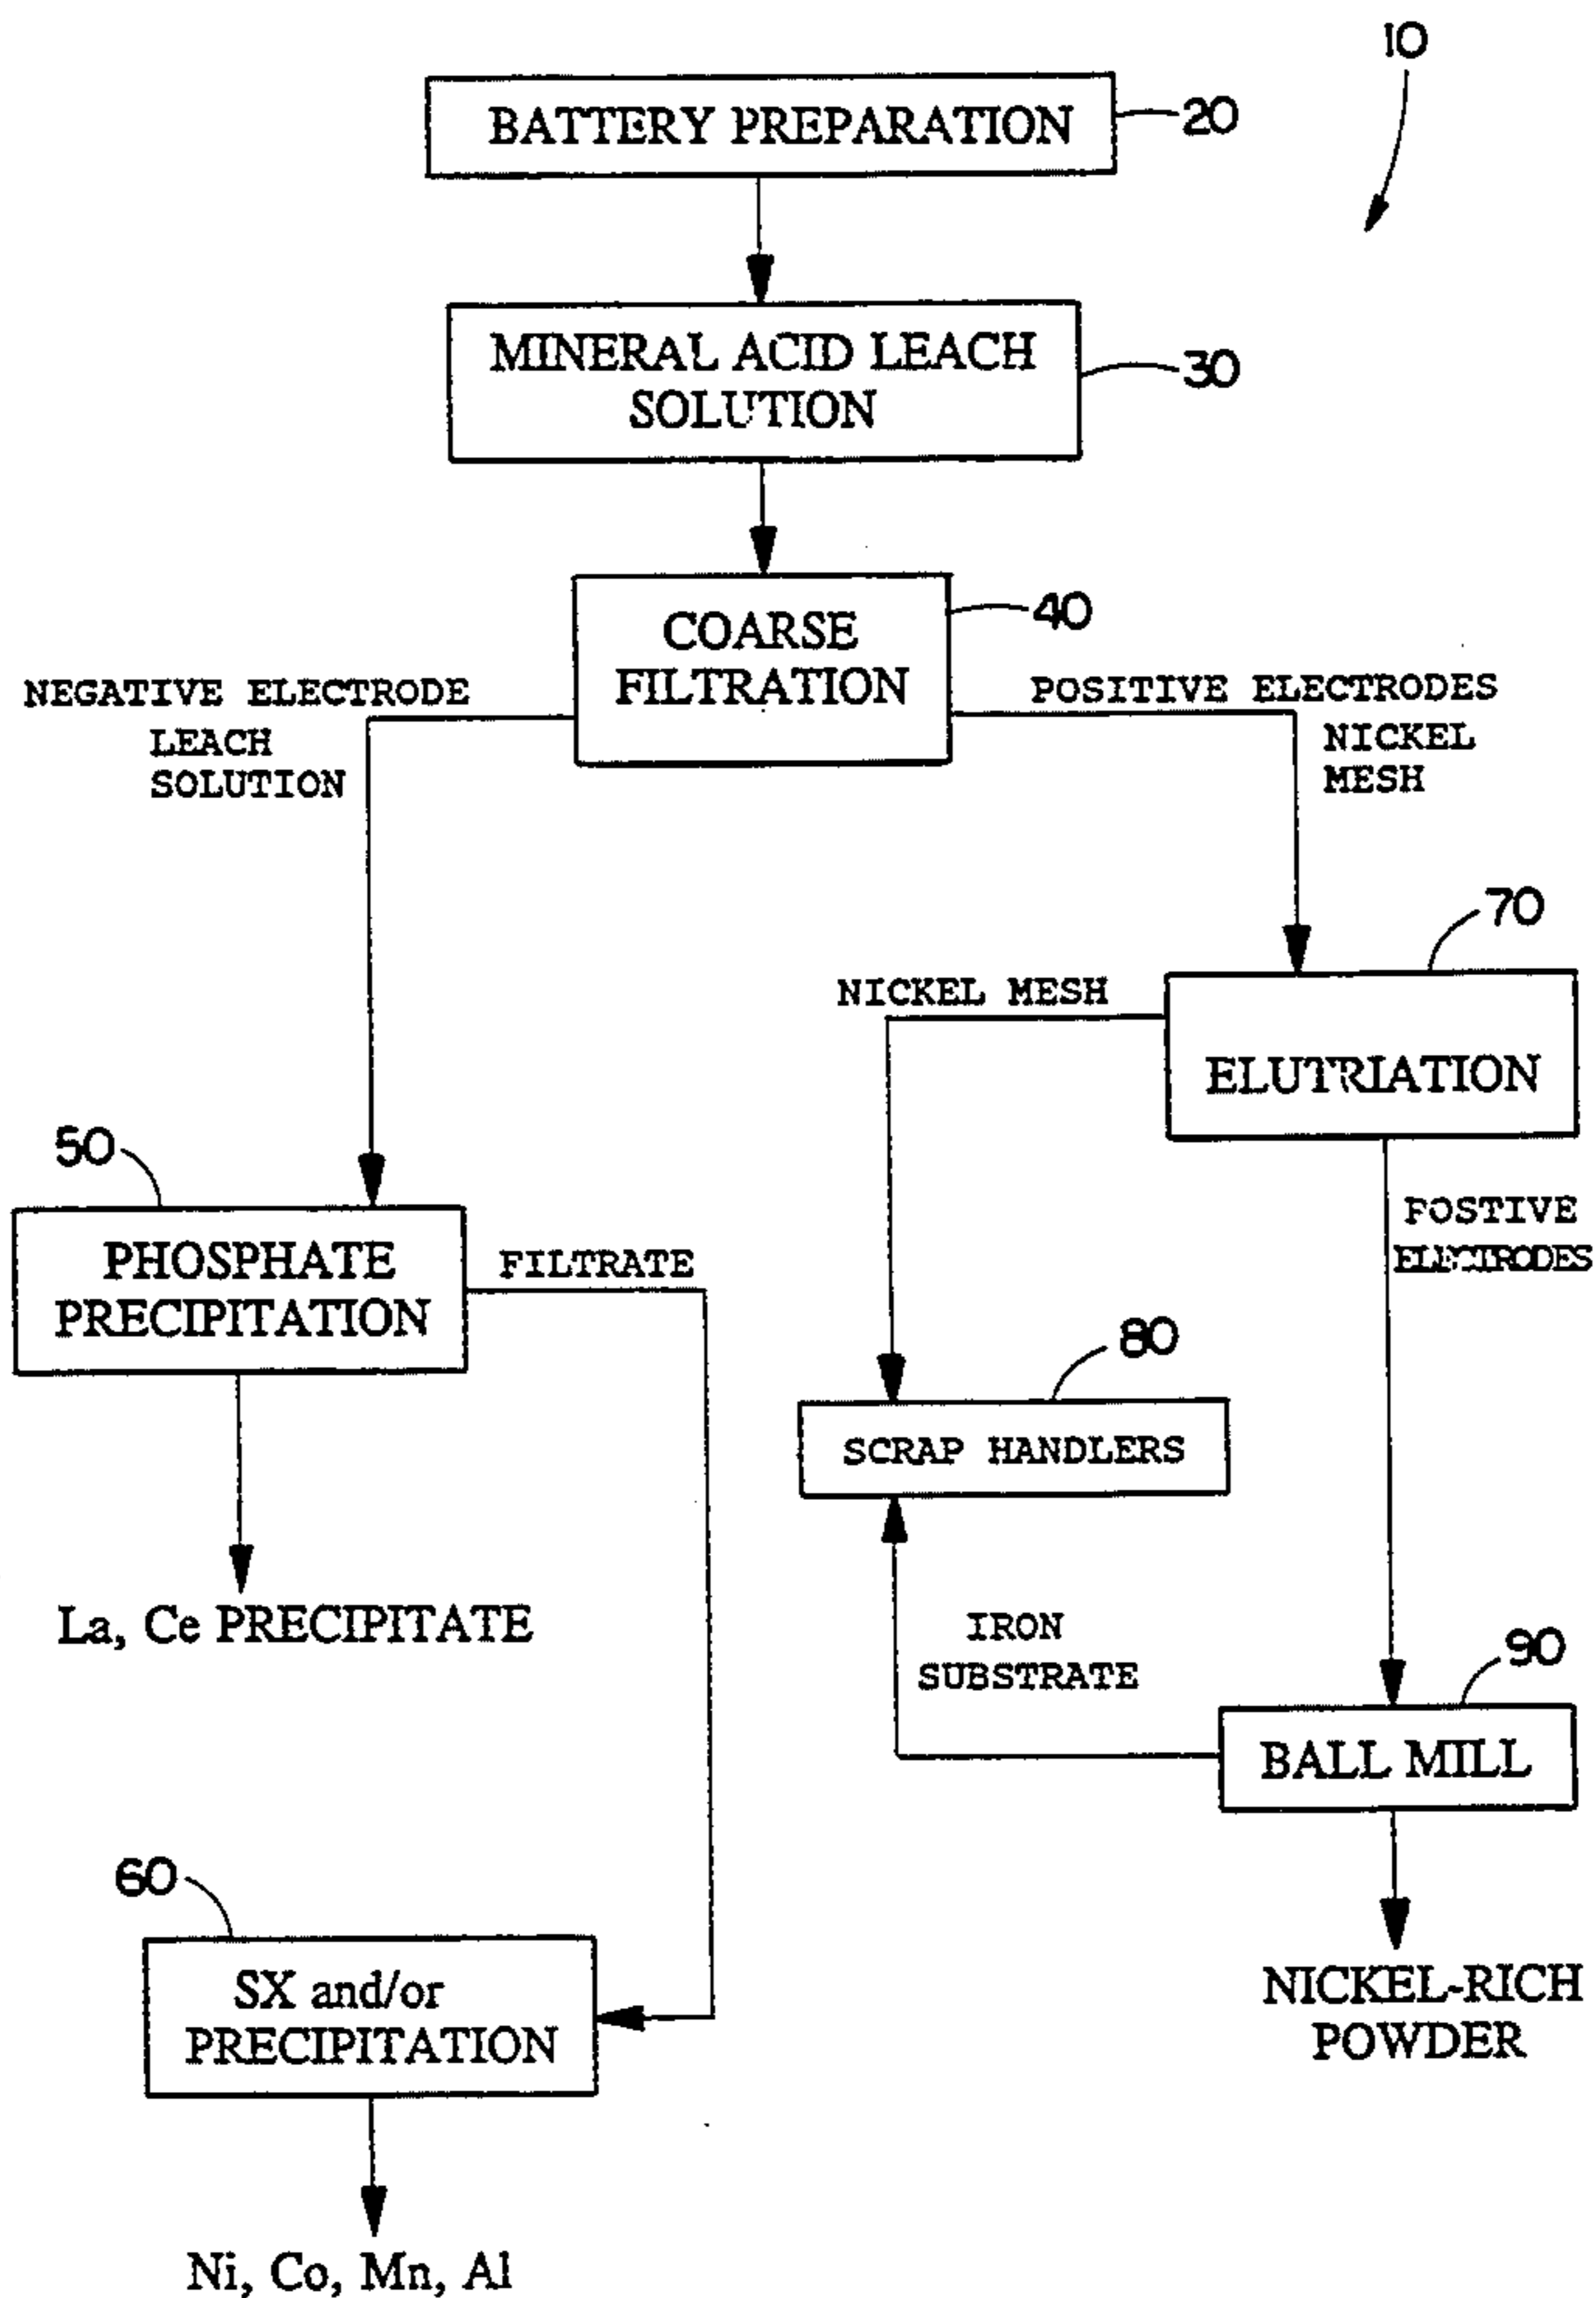 10
BATTERY PREPARATION
20
MINERAL ACID LEACH
SOLUTION
30
COARSE
FILTRATION
40
NEGATIVE ELECTRODE
LEACH
SOLUTION
POSITIVE ELECTRODES
NICKEL
MESH
70
NICKEL MESH
ELUTRIATION
50
PHOSPHATE
PRECIPITATION
FILTRATE
POSTIVE
ELECTRODES
80
SCRAP HANDLERS
La, Ce PRECIPITATE
IRON
SUBSTRATE
90
BALL MILL
60
SX and/or
PRECIPITATION
NICKEL-RICH
POWDER
Ni, Co, Mn, Al